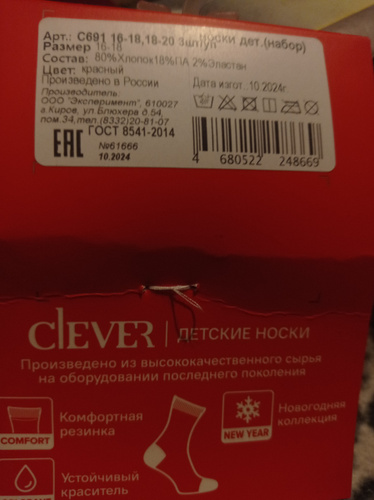 Арт.: С691 16-18,18-20 3шт/уп носки дет.(набор)
Размер 16-18
Состав: 80%Хлопок18%ПА 2%Эластан
Цвет: красный
Произведено в России
Дата изгот.:10.2024г
Производитель:
ООО "Эксперимент", 610027
г.Киров, ул.Блюхера д.54,
пом.34,тел.(8332)20-81-07
ЕАС ГОСТ 8541-2014
№61666
10.2024
4 680522 248669
ClEVER | ДЕТСКИЕ НОСКИ
Произведено из высококачественного сырья
на оборудовании последнего поколения
Комфортная
резинка
COMFORT
Новогодняя
коллекция
NEW YEAR
Устойчивый
краситель